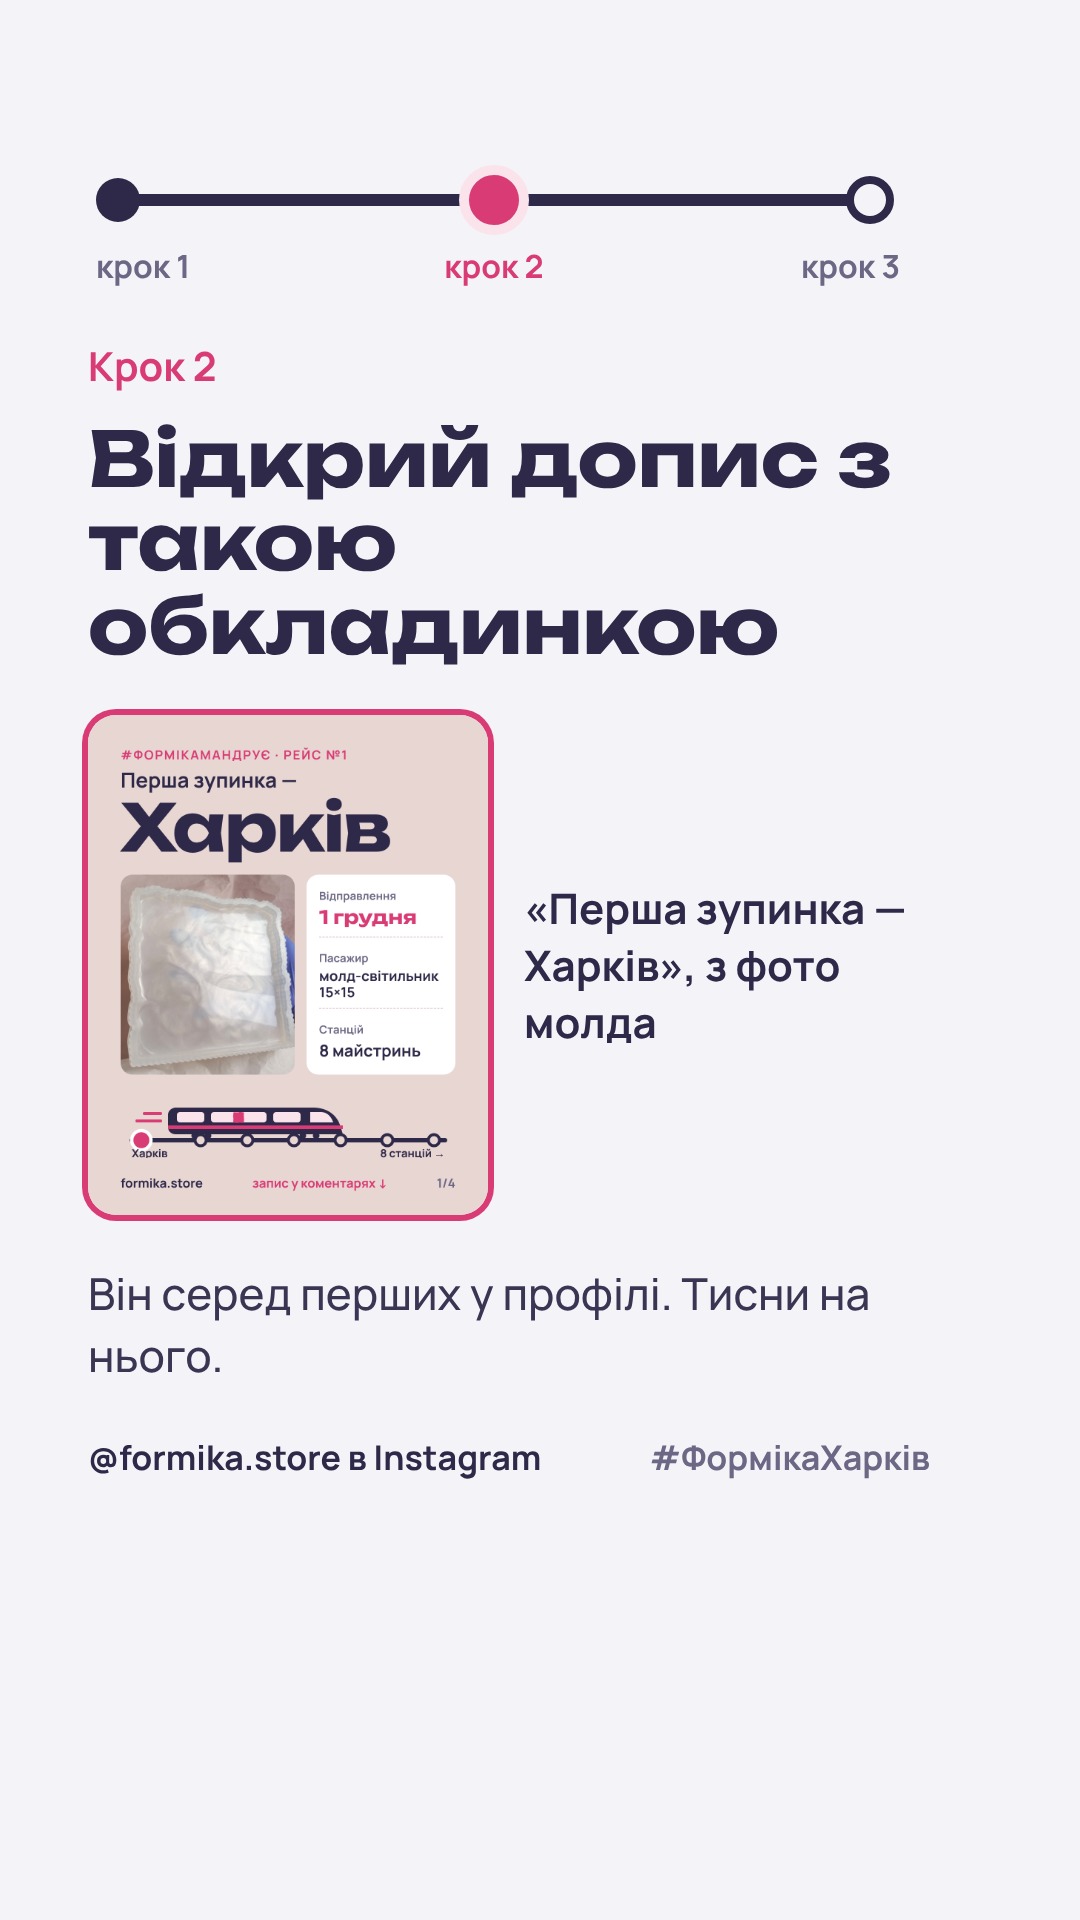 крок 1
крок 2
крок 3
Крок 2
Відкрий допис з
такою
обкладинкою
#ФОРМІКАМАНДРУЄ · РЕЙС №1
Перша зупинка —
Харків
Відправлення
1 грудня
Пасажир
молд-світильник
15×15
Станцій
8 майстринь
Харків
8 станцій →
formika.store
запис у коментарях ↓
1/4
«Перша зупинка —
Харків», з фото
молда
Він серед перших у профілі. Тисни на
нього.
@formika.store в Instagram
#ФормікаХарків